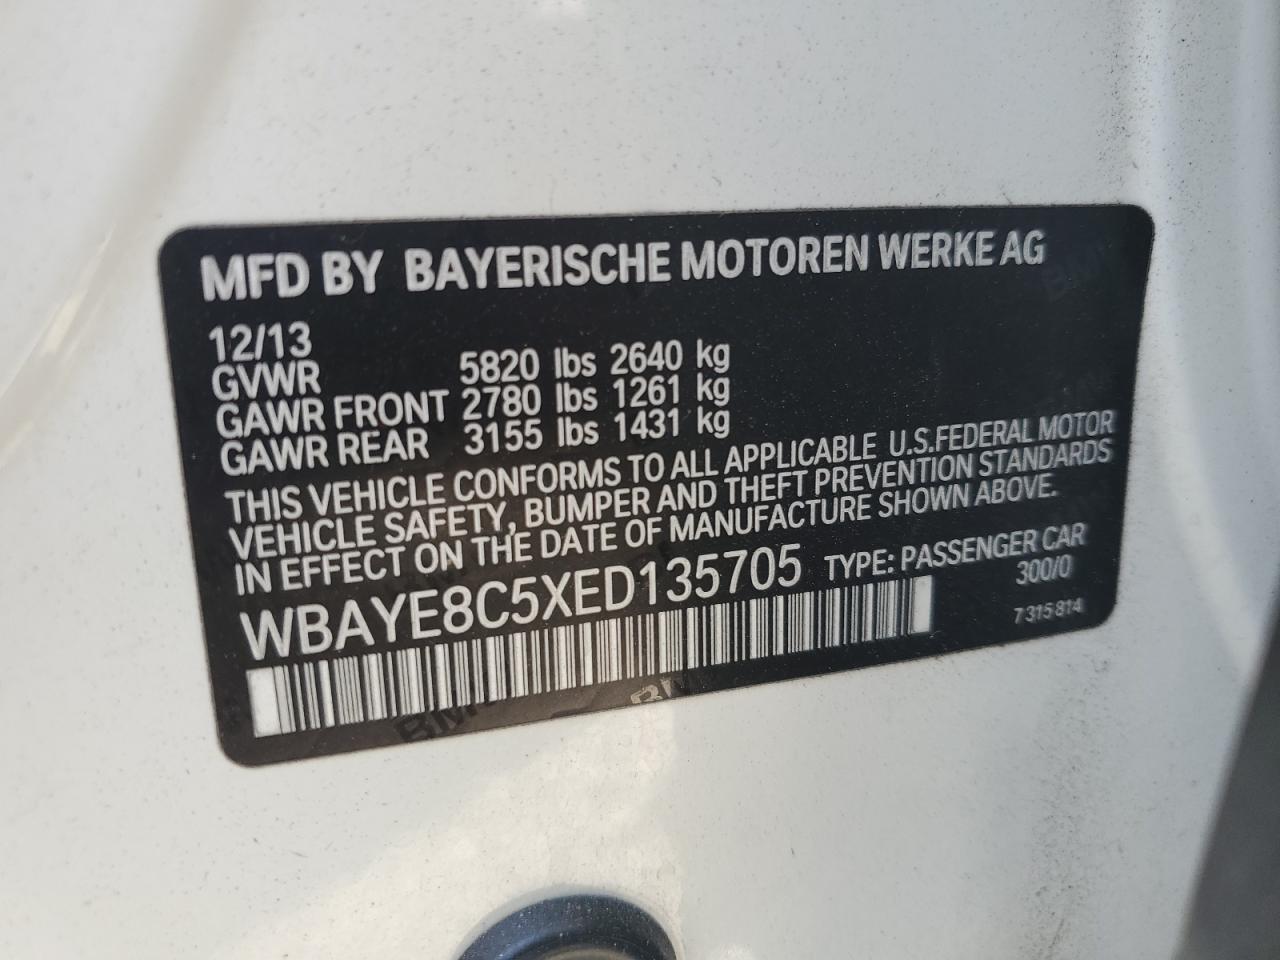 MFD BY BAYERISCHE MOTOREN WERKE AG
12/13
GVWR 5820 lbs 2640 kg
GAWR FRONT 2780 lbs 1261 kg
GAWR REAR 3155 lbs 1431 kg
THIS VEHICLE CONFORMS TO ALL APPLICABLE U.S.FEDERAL MOTOR
VEHICLE SAFETY, BUMPER AND THEFT PREVENTION STANDARDS
IN EFFECT ON THE DATE OF MANUFACTURE SHOWN ABOVE.
WBAYE8C5XED135705 TYPE: PASSENGER CAR
300/0
7 315 814
BMW